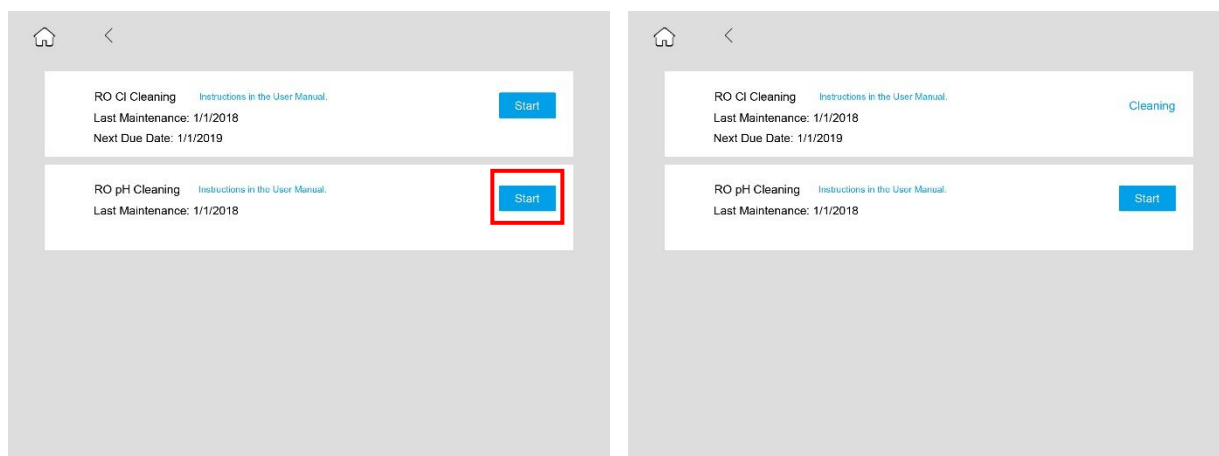 RO Cl Cleaning Instructions in the User Manual.
Start
Last Maintenance: 1/1/2018
Next Due Date: 1/1/2019
RO pH Cleaning Instructions in the User Manual.
Start
Last Maintenance: 1/1/2018
RO Cl Cleaning Instructions in the User Manual.
Cleaning
Last Maintenance: 1/1/2018
Next Due Date: 1/1/2019
RO pH Cleaning Instructions in the User Manual.
Start
Last Maintenance: 1/1/2018